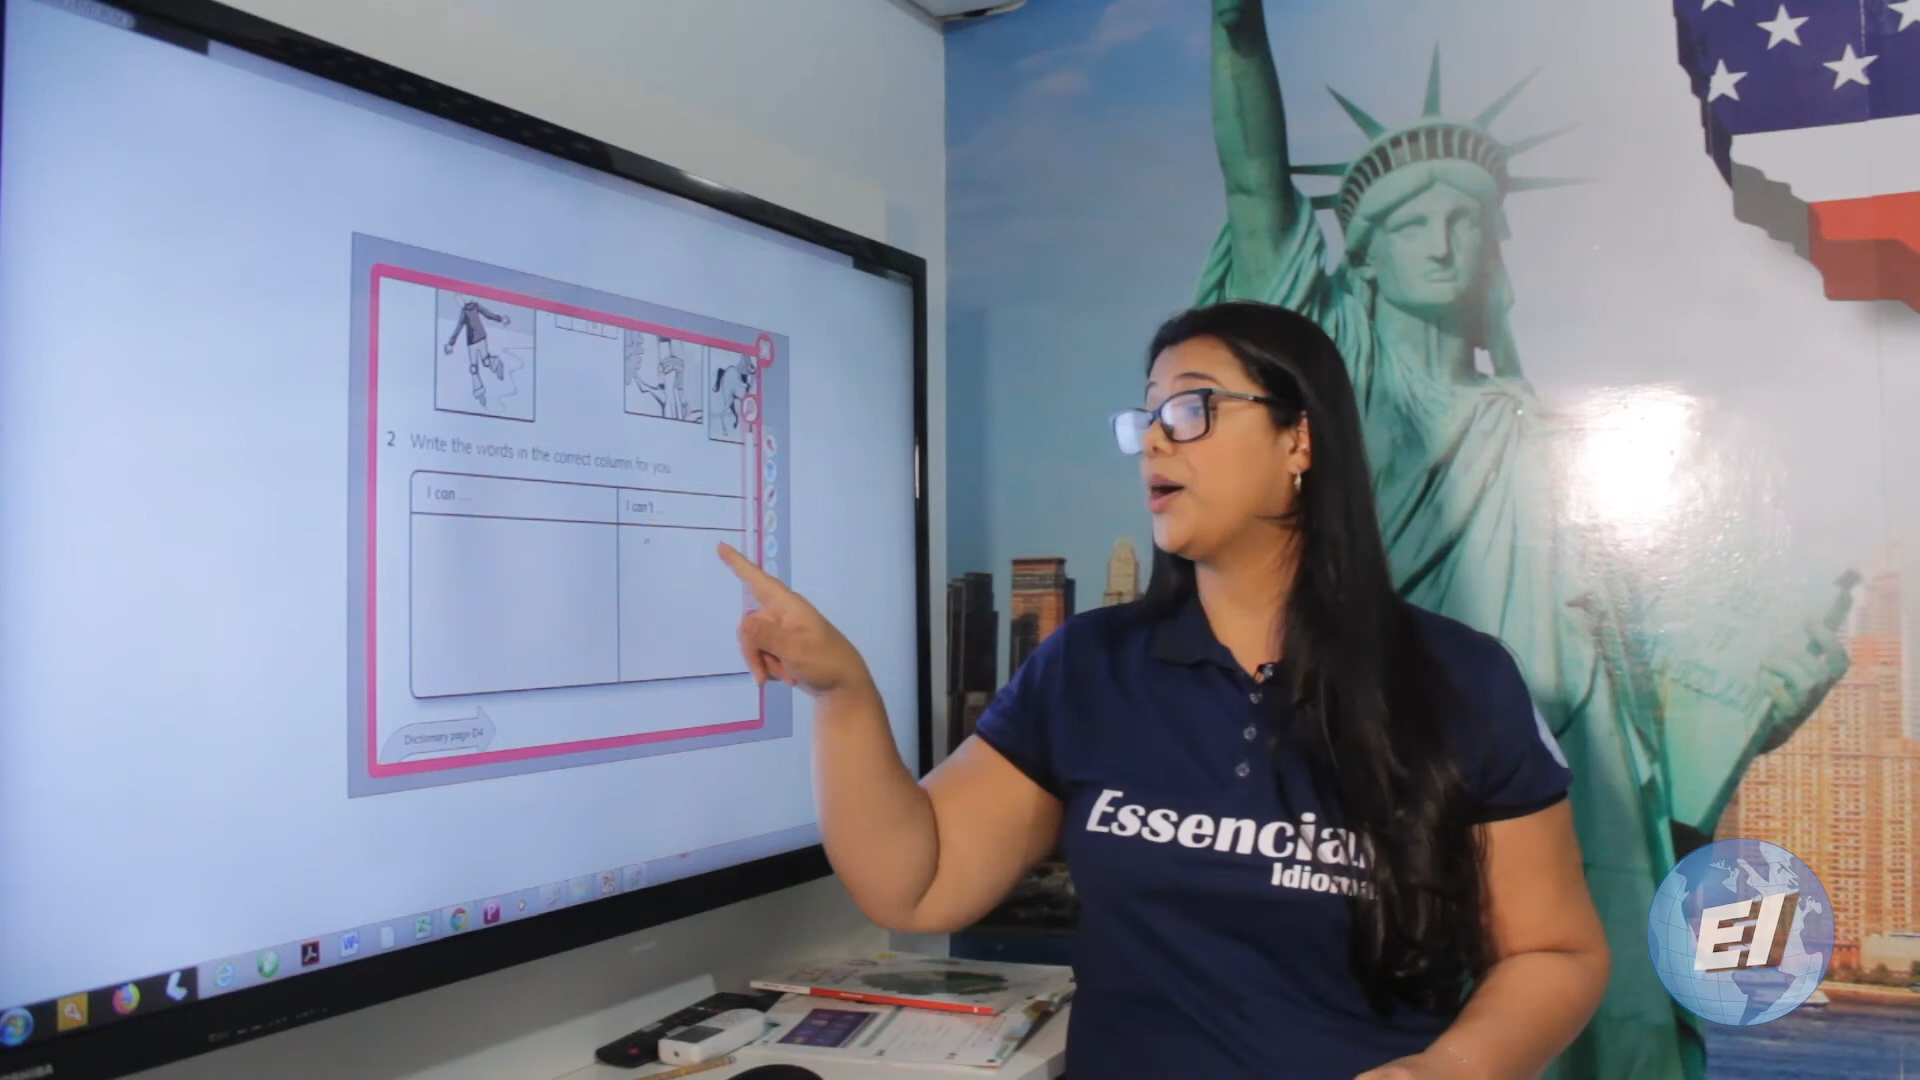 2 Write the words in the correct column for you
I can ...
I can't ...
Dictionary page D4
Essencial
Idiomas
EI